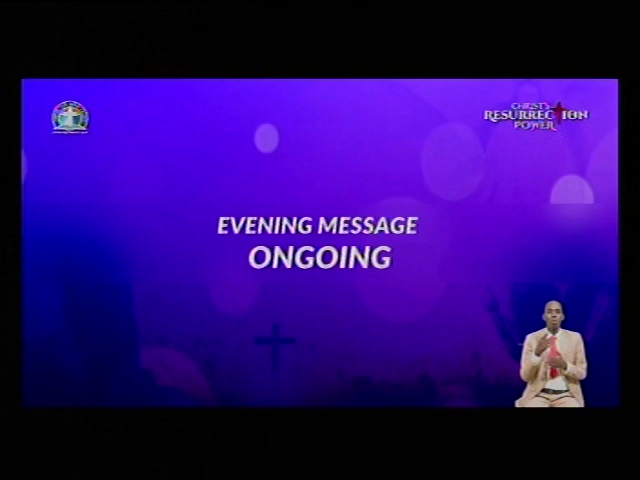 CHRIST'S
RESURRECTION
POWER
EVENING MESSAGE
ONGOING